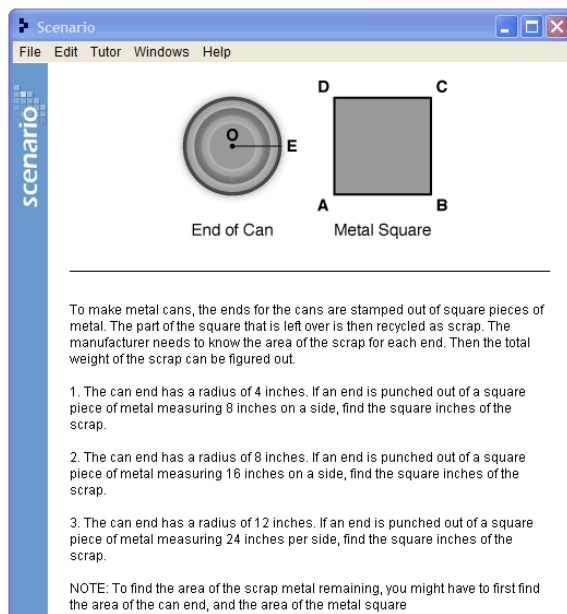 Scenario
File Edit Tutor Windows Help
scenario
D C
O
E
A B
End of Can Metal Square
To make metal cans, the ends for the cans are stamped out of square pieces of
metal. The part of the square that is left over is then recycled as scrap. The
manufacturer needs to know the area of the scrap for each end. Then the total
weight of the scrap can be figured out.
1. The can end has a radius of 4 inches. If an end is punched out of a square
piece of metal measuring 8 inches on a side, find the square inches of the
scrap.
2. The can end has a radius of 8 inches. If an end is punched out of a square
piece of metal measuring 16 inches on a side, find the square inches of the
scrap.
3. The can end has a radius of 12 inches. If an end is punched out of a square
piece of metal measuring 24 inches per side, find the square inches of the
scrap.
NOTE: To find the area of the scrap metal remaining, you might have to first find
the area of the can end, and the area of the metal square